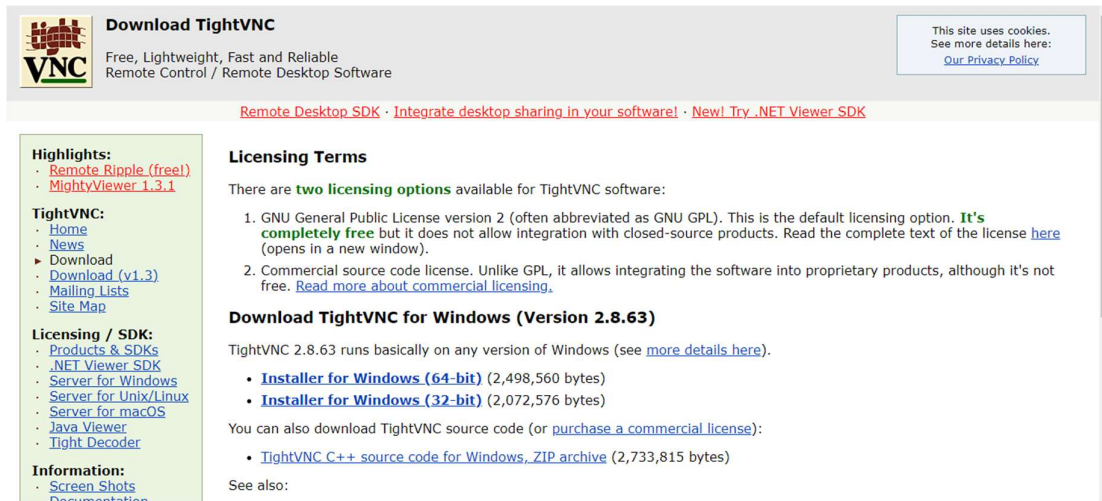 tight
VNC
Download TightVNC
Free, Lightweight, Fast and Reliable
Remote Control / Remote Desktop Software
This site uses cookies.
See more details here:
Our Privacy Policy
Remote Desktop SDK · Integrate desktop sharing in your software! · New! Try .NET Viewer SDK
Highlights:
· Remote Ripple (free!)
· MightyViewer 1.3.1
TightVNC:
· Home
· News
► Download
· Download (v1.3)
· Mailing Lists
· Site Map
Licensing / SDK:
· Products & SDKs
· .NET Viewer SDK
· Server for Windows
· Server for Unix/Linux
· Server for macOS
· Java Viewer
· Tight Decoder
Information:
· Screen Shots
· Documentation
Licensing Terms
There are two licensing options available for TightVNC software:
1. GNU General Public License version 2 (often abbreviated as GNU GPL). This is the default licensing option. It's
completely free but it does not allow integration with closed-source products. Read the complete text of the license here
(opens in a new window).
2. Commercial source code license. Unlike GPL, it allows integrating the software into proprietary products, although it's not
free. Read more about commercial licensing.
Download TightVNC for Windows (Version 2.8.63)
TightVNC 2.8.63 runs basically on any version of Windows (see more details here).
• Installer for Windows (64-bit) (2,498,560 bytes)
• Installer for Windows (32-bit) (2,072,576 bytes)
You can also download TightVNC source code (or purchase a commercial license):
• TightVNC C++ source code for Windows, ZIP archive (2,733,815 bytes)
See also: